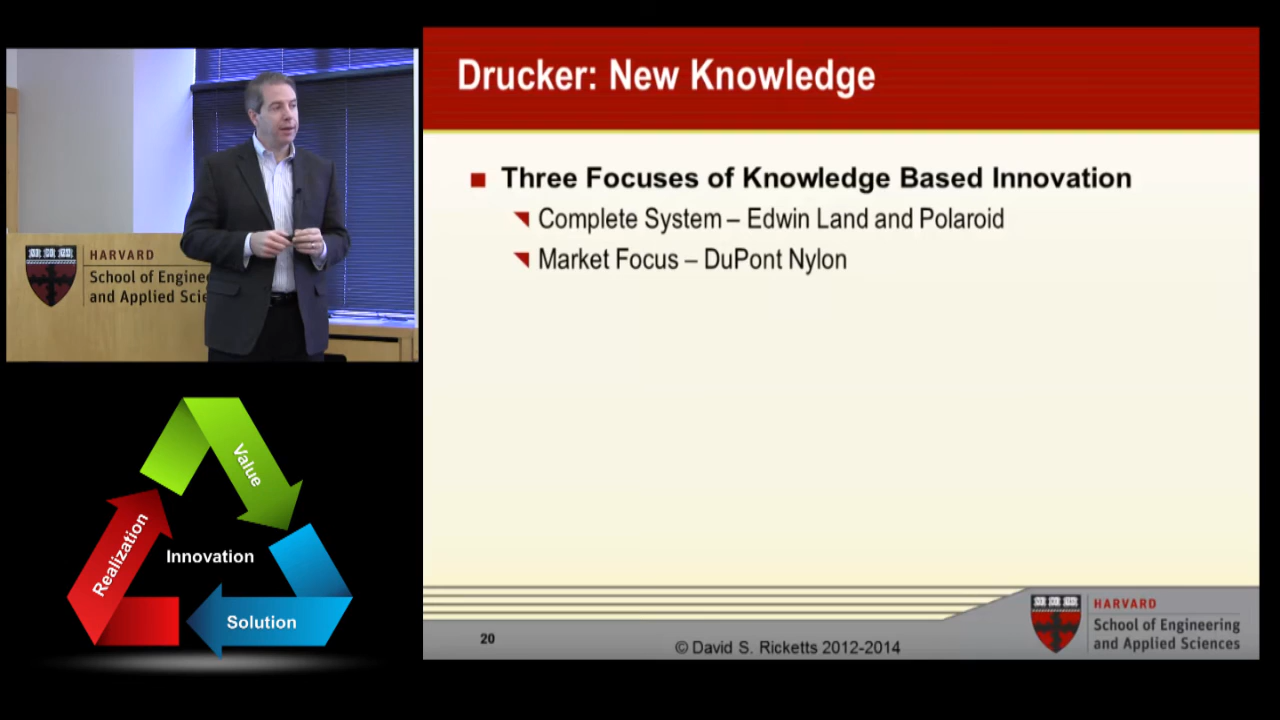 Drucker: New Knowledge
Three Focuses of Knowledge Based Innovation
Complete System – Edwin Land and Polaroid
Market Focus – DuPont Nylon
HARVARD
School of Enginee
and Applied Scie
Value
Realization
Innovation
Solution
20
© David S. Ricketts 2012-2014
HARVARD
School of Engineering
and Applied Sciences